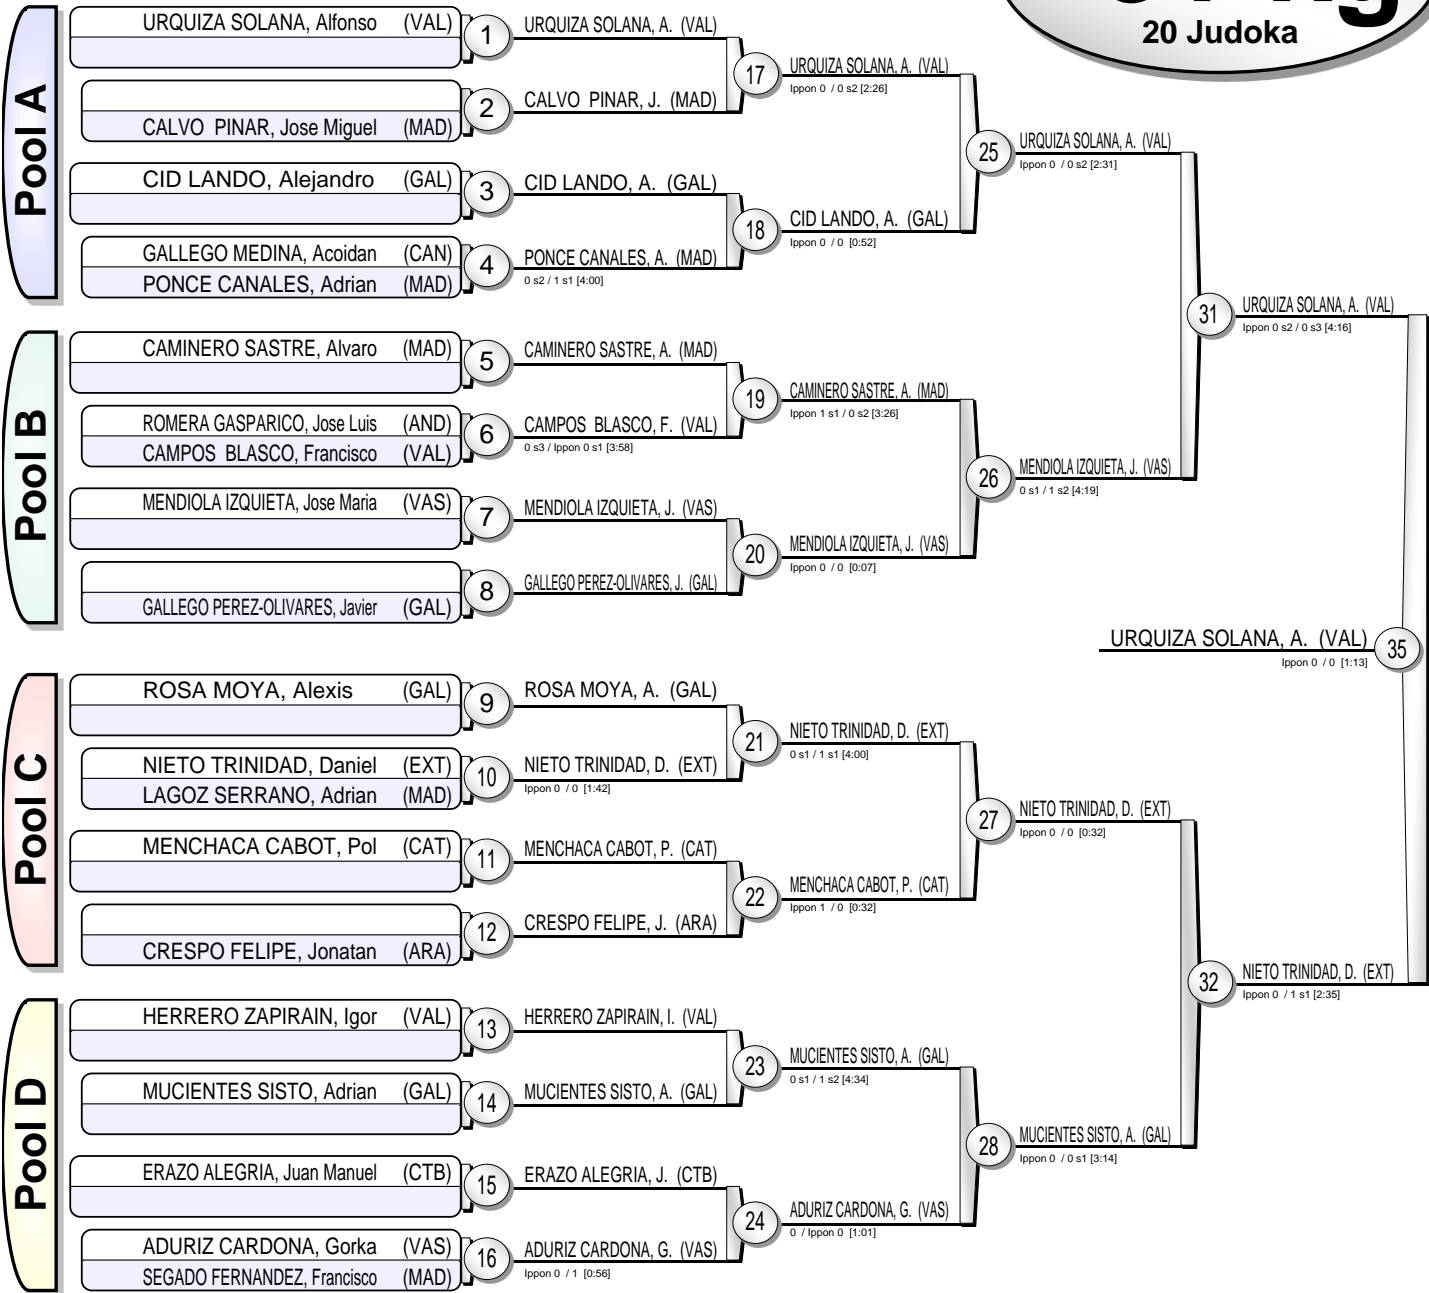 20 Judoka
Pool A
URQUIZA SOLANA, Alfonso (VAL)
1
URQUIZA SOLANA, A. (VAL)
2
CALVO PINAR, Jose Miguel (MAD)
CALVO PINAR, J. (MAD)
17
URQUIZA SOLANA, A. (VAL)
Ippon 0 / 0 s2 [2:26]
CID LANDO, Alejandro (GAL)
3
CID LANDO, A. (GAL)
GALLEGO MEDINA, Acoidan (CAN)
PONCE CANALES, Adrian (MAD)
4
PONCE CANALES, A. (MAD)
0 s2 / 1 s1 [4:00]
18
CID LANDO, A. (GAL)
Ippon 0 / 0 [0:52]
25
URQUIZA SOLANA, A. (VAL)
Ippon 0 / 0 s2 [2:31]
Pool B
CAMINERO SASTRE, Alvaro (MAD)
5
CAMINERO SASTRE, A. (MAD)
ROMERA GASPARICO, Jose Luis (AND)
CAMPOS BLASCO, Francisco (VAL)
6
CAMPOS BLASCO, F. (VAL)
0 s3 / Ippon 0 s1 [3:58]
19
CAMINERO SASTRE, A. (MAD)
Ippon 1 s1 / 0 s2 [3:26]
MENDIOLA IZQUIETA, Jose Maria (VAS)
7
MENDIOLA IZQUIETA, J. (VAS)
8
GALLEGO PEREZ-OLIVARES, Javier (GAL)
GALLEGO PEREZ-OLIVARES, J. (GAL)
20
MENDIOLA IZQUIETA, J. (VAS)
Ippon 0 / 0 [0:07]
26
MENDIOLA IZQUIETA, J. (VAS)
0 s1 / 1 s2 [4:19]
31
URQUIZA SOLANA, A. (VAL)
Ippon 0 s2 / 0 s3 [4:16]
URQUIZA SOLANA, A. (VAL)
35
Ippon 0 / 0 [1:13]
Pool C
ROSA MOYA, Alexis (GAL)
9
ROSA MOYA, A. (GAL)
NIETO TRINIDAD, Daniel (EXT)
LAGOZ SERRANO, Adrian (MAD)
10
NIETO TRINIDAD, D. (EXT)
Ippon 0 / 0 [1:42]
21
NIETO TRINIDAD, D. (EXT)
0 s1 / 1 s1 [4:00]
MENCHACA CABOT, Pol (CAT)
11
MENCHACA CABOT, P. (CAT)
12
CRESPO FELIPE, Jonatan (ARA)
CRESPO FELIPE, J. (ARA)
22
MENCHACA CABOT, P. (CAT)
Ippon 1 / 0 [0:32]
27
NIETO TRINIDAD, D. (EXT)
Ippon 0 / 0 [0:32]
Pool D
HERRERO ZAPIRAIN, Igor (VAL)
13
HERRERO ZAPIRAIN, I. (VAL)
MUCIENTES SISTO, Adrian (GAL)
14
MUCIENTES SISTO, A. (GAL)
23
MUCIENTES SISTO, A. (GAL)
0 s1 / 1 s2 [4:34]
ERAZO ALEGRIA, Juan Manuel (CTB)
15
ERAZO ALEGRIA, J. (CTB)
ADURIZ CARDONA, Gorka (VAS)
SEGADO FERNANDEZ, Francisco (MAD)
16
ADURIZ CARDONA, G. (VAS)
Ippon 0 / 1 [0:56]
24
ADURIZ CARDONA, G. (VAS)
0 / Ippon 0 [1:01]
28
MUCIENTES SISTO, A. (GAL)
Ippon 0 / 0 s1 [3:14]
32
NIETO TRINIDAD, D. (EXT)
Ippon 0 / 1 s1 [2:35]